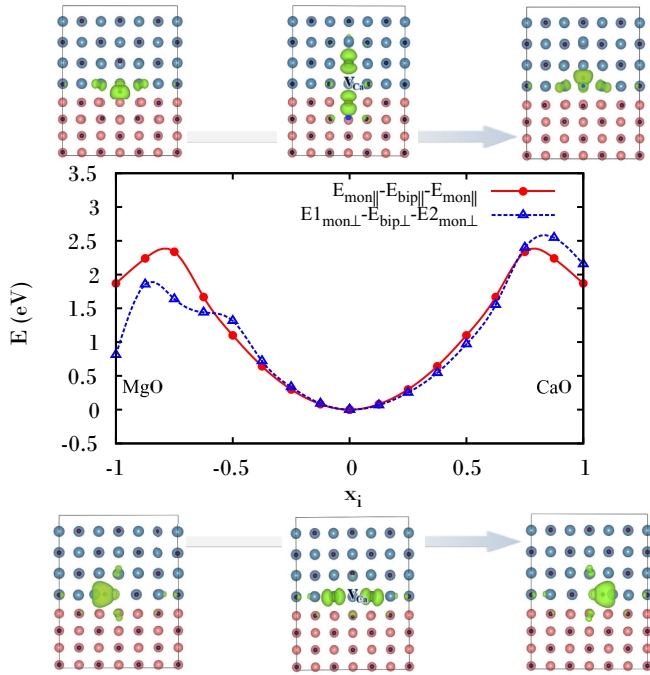 V_Ca
E_mon∥-E_bip∥-E_mon∥
E1_mon⊥-E_bip⊥-E2_mon⊥
3.5
3
2.5
2
1.5
1
0.5
0
-0.5
E (eV)
MgO
CaO
-1
-0.5
0
0.5
1
x_i
V_Ca